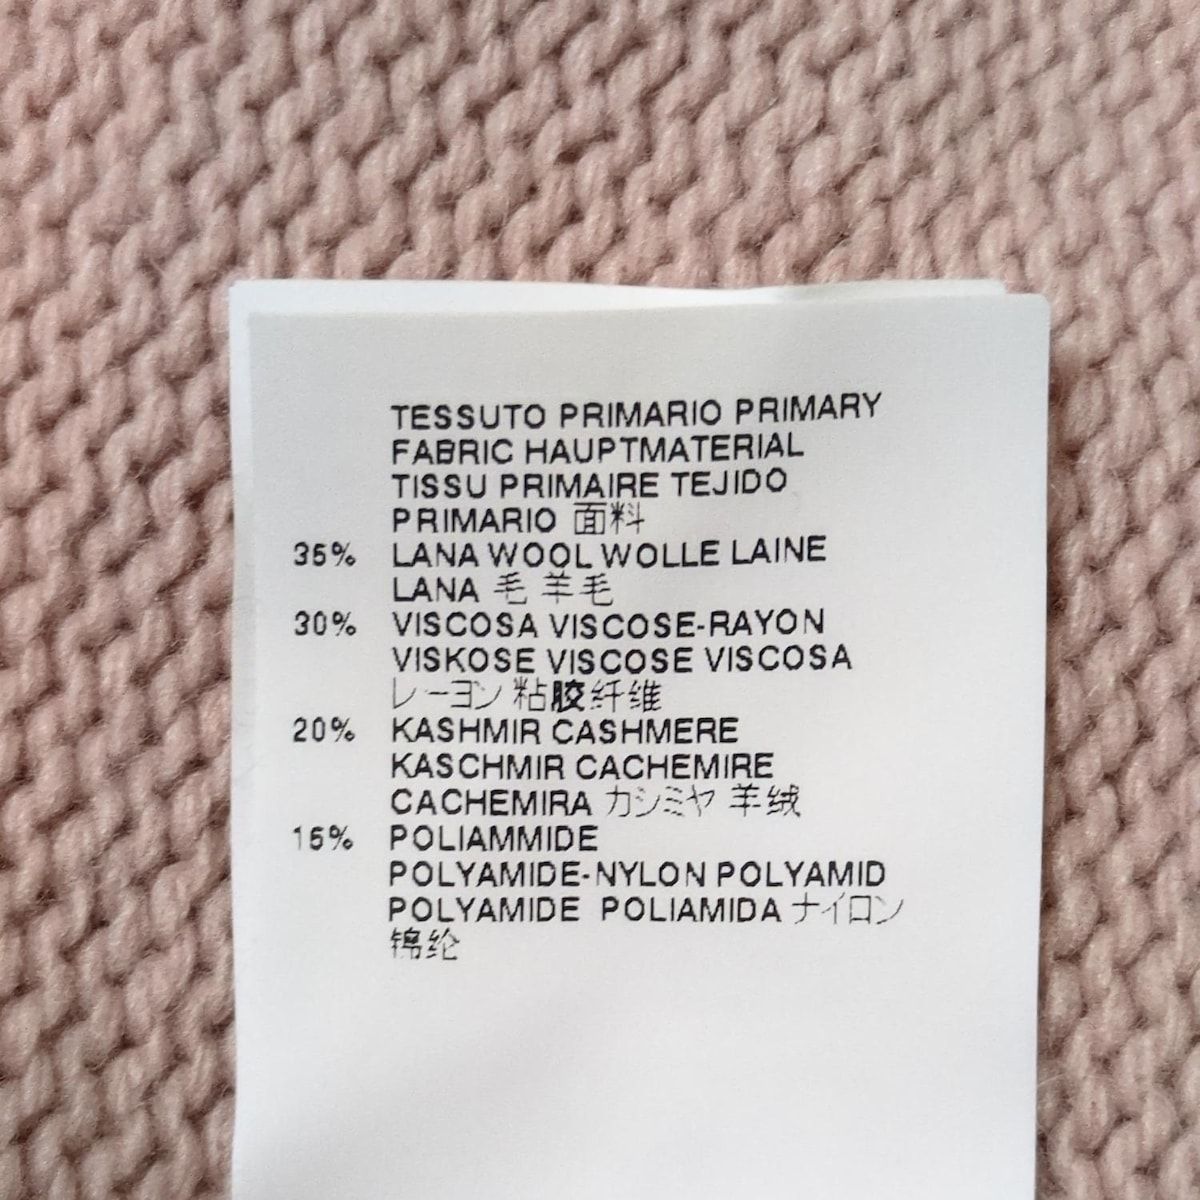 TESSUTO PRIMARIO PRIMARY
FABRIC HAUPTMATERIAL
TISSU PRIMAIRE TEJIDO
PRIMARIO 面料
35% LANA WOOL WOLLE LAINE
LANA 毛 羊毛
30% VISCOSA VISCOSE-RAYON
VISKOSE VISCOSE VISCOSA
レーヨン 粘胶纤维
20% KASHMIR CASHMERE
KASCHMIR CACHEMIRE
CACHEMIRA カシミヤ 羊绒
15% POLIAMMIDE
POLYAMIDE-NYLON POLYAMID
POLYAMIDE POLIAMIDA ナイロン
锦纶